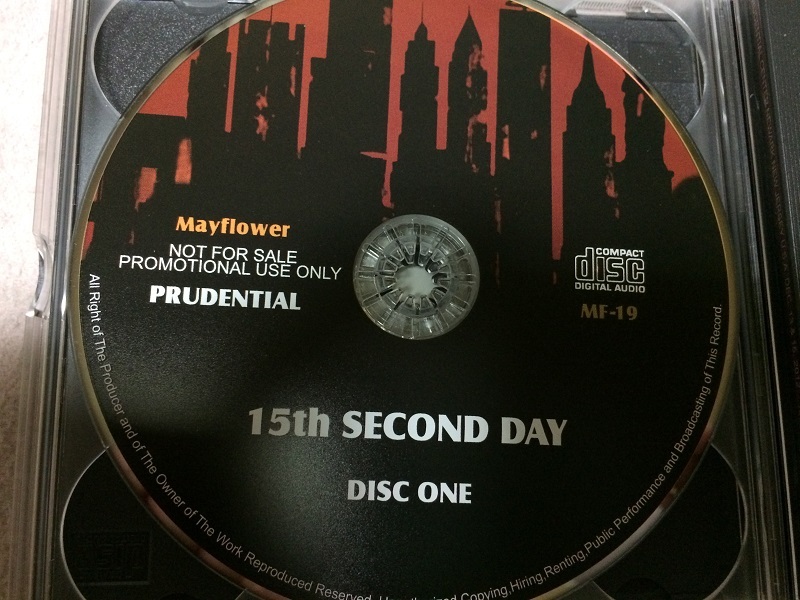 Mayflower
NOT FOR SALE
PROMOTIONAL USE ONLY
PRUDENTIAL
COMPACT
disc
DIGITAL AUDIO
MF-19
15th SECOND DAY
DISC ONE
All Right of The Producer and of The Owner of The Work Reproduced Reserved. Copying,Hiring,Renting,Public Performance and Broadcasting of This Record.